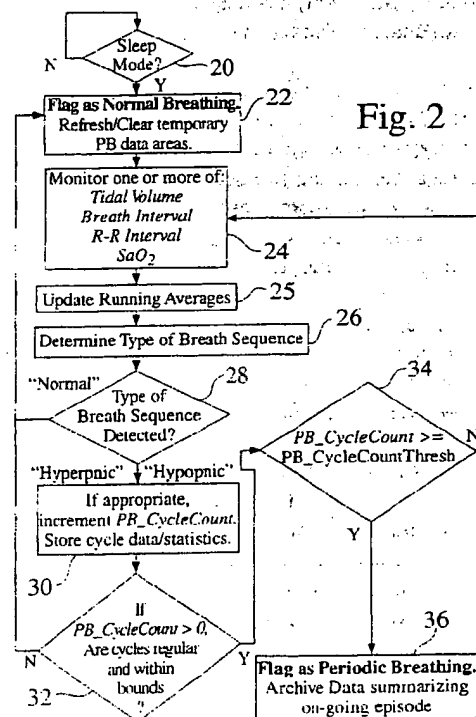 Sleep
Mode?
N
20
Y
Flag as Normal Breathing.
Refresh/Clear temporary
PB data areas.
22
Fig. 2
Monitor one or more of:
Tidal Volume
Breath Interval
R-R Interval
SaO₂
24
Update Running Averages
25
Determine Type of Breath Sequence
26
"Normal"
28
Type of
Breath Sequence
Detected?
34
PB_CycleCount >=
PB_CycleCountThresh
N
Y
"Hyperpnic" "Hypopnic"
If appropriate,
increment PB_CycleCount.
Store cycle data/statistics.
30
If
PB_CycleCount > 0,
Are cycles regular
and within
bounds
?
N
Y
32
36
Flag as Periodic Breathing.
Archive Data summarizing
on-going episode